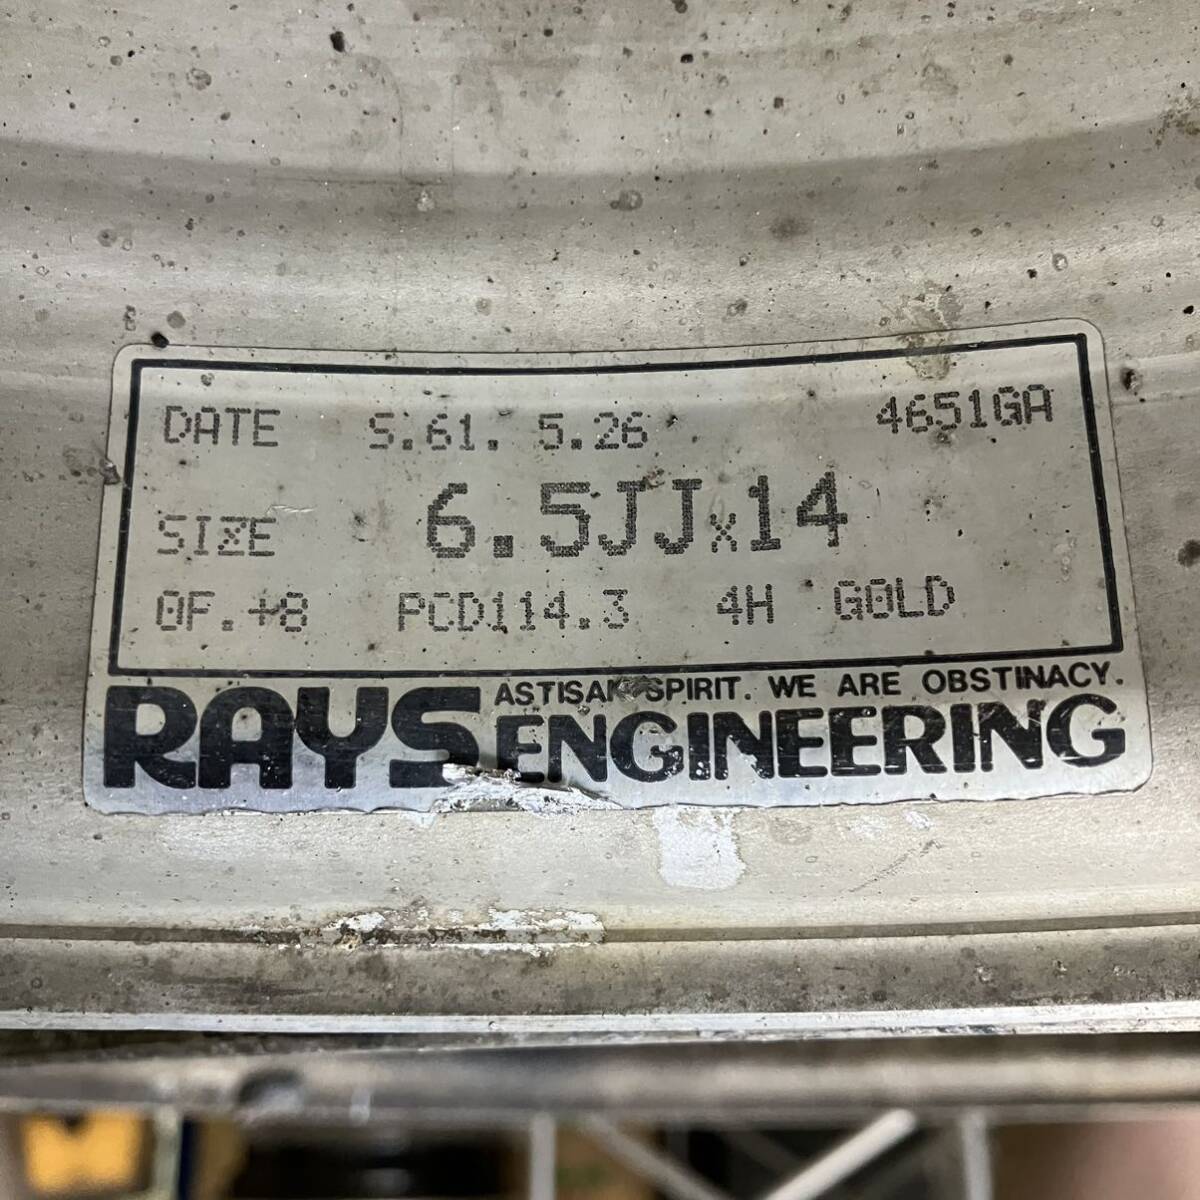 DATE S.61. 5.26 4651GA
SIZE 6.5JJx14
OF.+8 PCD114.3 4H GOLD
ASTISAN SPIRIT. WE ARE OBSTINACY.
RAYS ENGINEERING